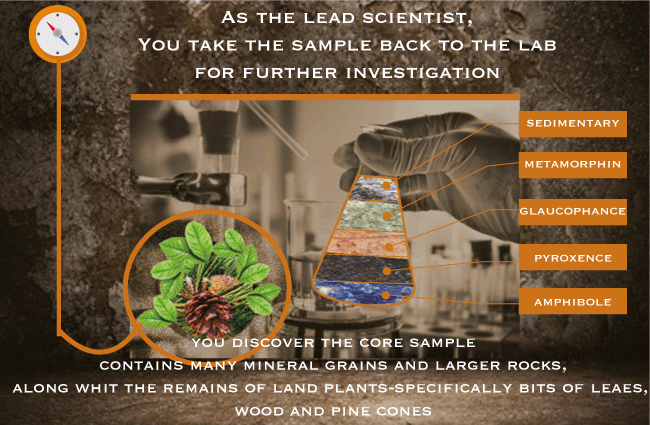 As the lead scientist,
You take the sample back to the lab
for further investigation
SEDIMENTARY
METAMORPHIN
GLAUCOPHANCE
PYROXENCE
AMPHIBOLE
you discover the core sample
contains many mineral grains and larger rocks,
along whit the remains of land plants-specifically bits of leaes,
wood and pine cones